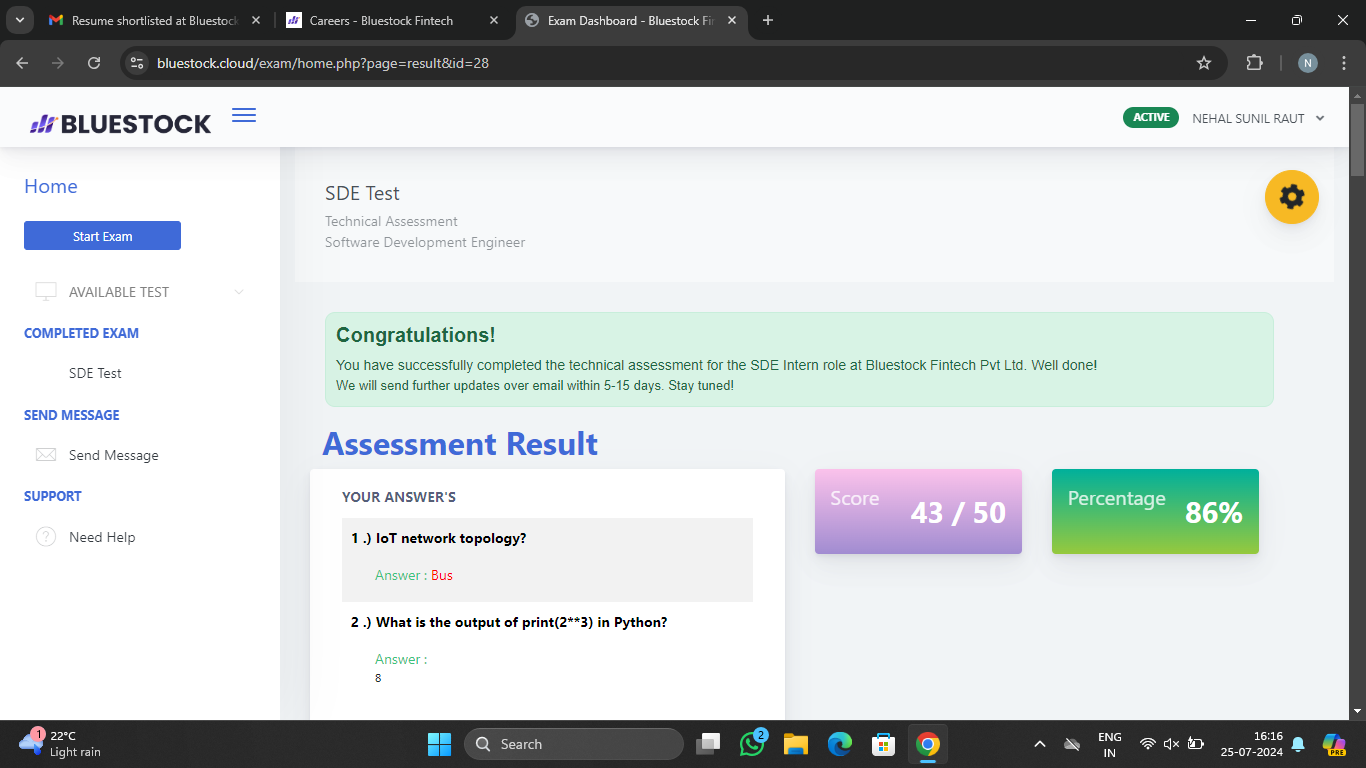 Resume shortlisted at Bluestock
Careers - Bluestock Fintech
Exam Dashboard - Bluestock Fin
bluestock.cloud/exam/home.php?page=result&id=28
N
BLUESTOCK
ACTIVE
NEHAL SUNIL RAUT
Home
Start Exam
AVAILABLE TEST
COMPLETED EXAM
SDE Test
SEND MESSAGE
Send Message
SUPPORT
Need Help
SDE Test
Technical Assessment
Software Development Engineer
Congratulations!
You have successfully completed the technical assessment for the SDE Intern role at Bluestock Fintech Pvt Ltd. Well done!
We will send further updates over email within 5-15 days. Stay tuned!
Assessment Result
YOUR ANSWER'S
1 .) IoT network topology?
Answer : Bus
2 .) What is the output of print(2**3) in Python?
Answer :
8
Score
43 / 50
Percentage
86%
1
22°C
Light rain
Search
2
ENG
IN
16:16
25-07-2024
PRE